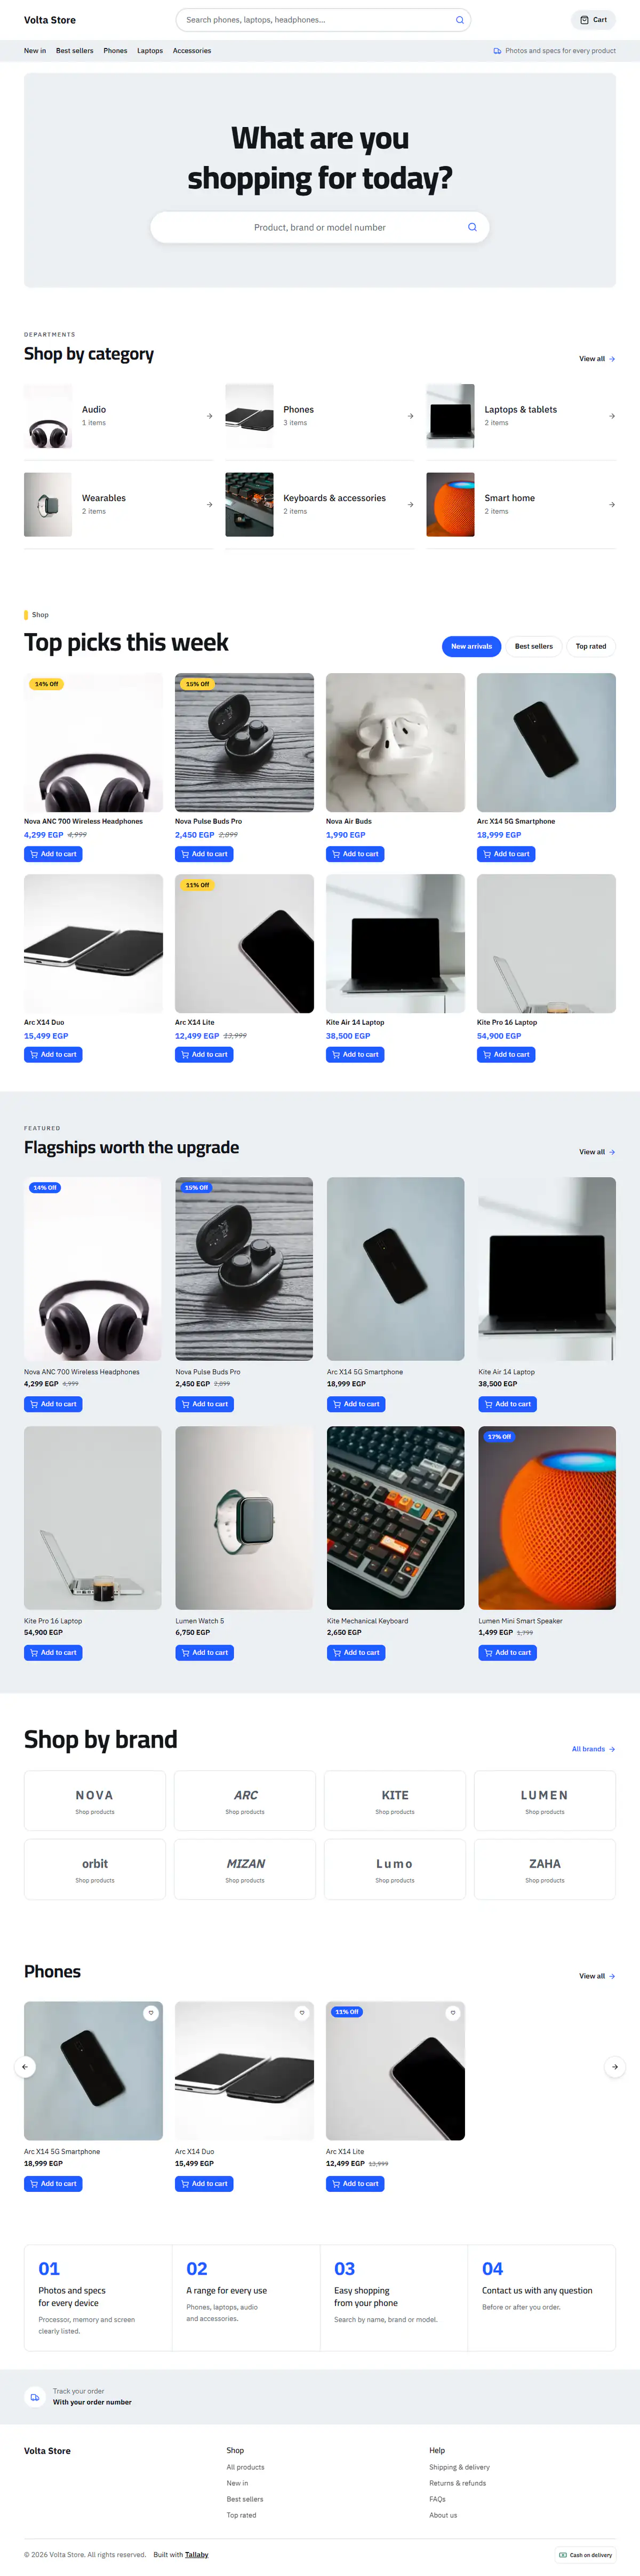 Volta Store
Search phones, laptops, headphones...
Cart
New in
Best sellers
Phones
Laptops
Accessories
Photos and specs for every product
What are you
shopping for today?
Product, brand or model number
DEPARTMENTS
Shop by category
View all
Audio
1 items
Phones
3 items
Laptops & tablets
2 items
Wearables
2 items
Keyboards & accessories
2 items
Smart home
2 items
Shop
Top picks this week
New arrivals
Best sellers
Top rated
14% Off
15% Off
Nova ANC 700 Wireless Headphones
4,299 EGP 4,999
Add to cart
Nova Pulse Buds Pro
2,450 EGP 2,899
Add to cart
Nova Air Buds
1,990 EGP
Add to cart
Arc X14 5G Smartphone
18,999 EGP
Add to cart
11% Off
Arc X14 Duo
15,499 EGP
Add to cart
Arc X14 Lite
12,499 EGP 13,999
Add to cart
Kite Air 14 Laptop
38,500 EGP
Add to cart
Kite Pro 16 Laptop
54,900 EGP
Add to cart
FEATURED
Flagships worth the upgrade
View all
14% Off
15% Off
Nova ANC 700 Wireless Headphones
4,299 EGP 4,999
Add to cart
Nova Pulse Buds Pro
2,450 EGP 2,899
Add to cart
Arc X14 5G Smartphone
18,999 EGP
Add to cart
Kite Air 14 Laptop
38,500 EGP
Add to cart
17% Off
Kite Pro 16 Laptop
54,900 EGP
Add to cart
Lumen Watch 5
6,750 EGP
Add to cart
Kite Mechanical Keyboard
2,650 EGP
Add to cart
Lumen Mini Smart Speaker
1,499 EGP 1,799
Add to cart
Shop by brand
All brands
NOVA
Shop products
ARC
Shop products
KITE
Shop products
LUMEN
Shop products
orbit
Shop products
MIZAN
Shop products
Lumo
Shop products
ZAHA
Shop products
Phones
View all
11% Off
Arc X14 5G Smartphone
18,999 EGP
Add to cart
Arc X14 Duo
15,499 EGP
Add to cart
Arc X14 Lite
12,499 EGP 13,999
Add to cart
01
Photos and specs
for every device
Processor, memory and screen
clearly listed.
02
A range for every use
Phones, laptops, audio
and accessories.
03
Easy shopping
from your phone
Search by name, brand or model.
04
Contact us with any question
Before or after you order.
Track your order
With your order number
Volta Store
Shop
All products
New in
Best sellers
Top rated
Help
Shipping & delivery
Returns & refunds
FAQs
About us
© 2026 Volta Store. All rights reserved.
Built with Tallaby
Cash on delivery